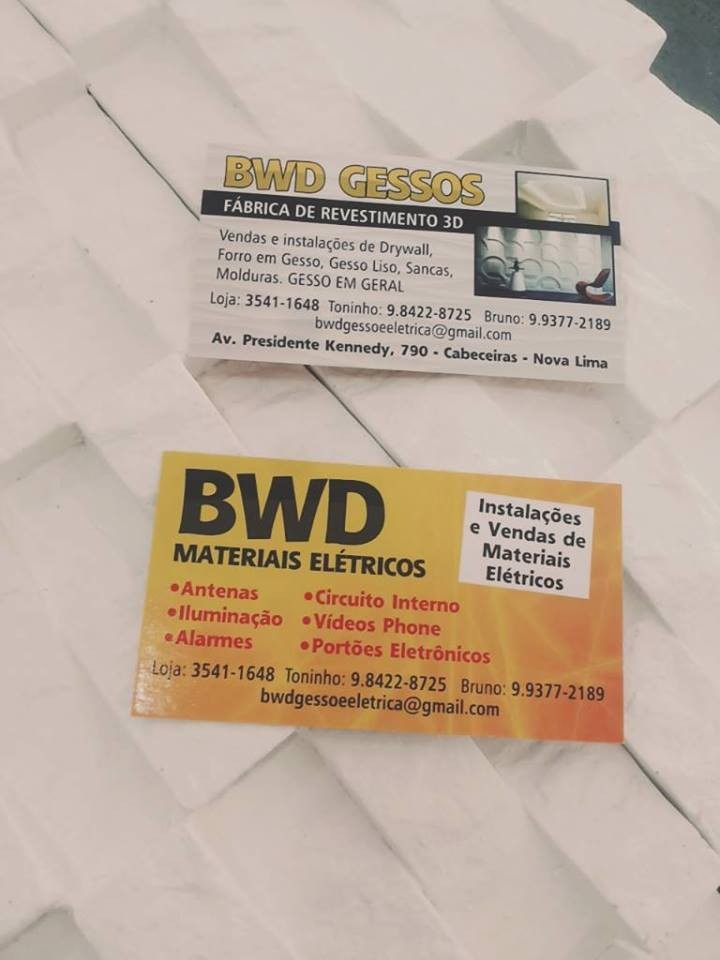 BWD GESSOS
FÁBRICA DE REVESTIMENTO 3D
Vendas e instalações de Drywall,
Forro em Gesso, Gesso Liso, Sancas,
Molduras. GESSO EM GERAL
Loja: 3541-1648 Toninho: 9.8422-8725 Bruno: 9.9377-2189
bwdgessoeeletrica@gmail.com
Av. Presidente Kennedy, 790 - Cabeceiras - Nova Lima
BWD
MATERIAIS ELÉTRICOS
Instalações
e Vendas de
Materiais
Elétricos
•Antenas
•Iluminação
•Alarmes
•Circuito Interno
•Vídeos Phone
•Portões Eletrônicos
Loja: 3541-1648 Toninho: 9.8422-8725 Bruno: 9.9377-2189
bwdgessoeeletrica@gmail.com